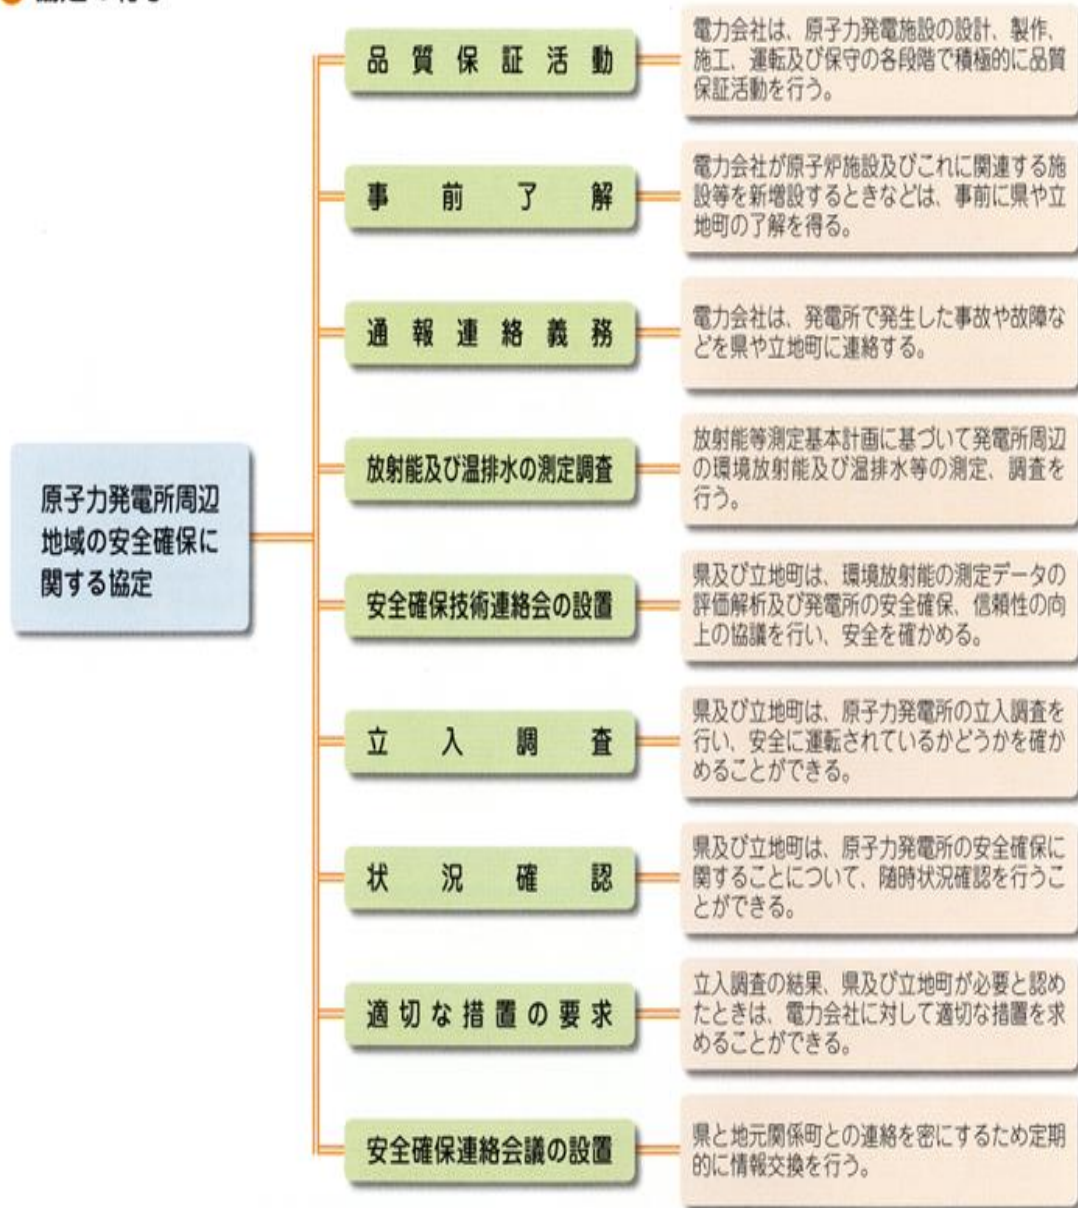 品質保証活動
電力会社は、原子力発電施設の設計、製作、
施工、運転及び保守の各段階で積極的に品質
保証活動を行う。
事前了解
電力会社が原子炉施設及びこれに関連する施
設等を新増設するときなどは、事前に県や立
地町の了解を得る。
通報連絡義務
電力会社は、発電所で発生した事故や故障な
どを県や立地町に連絡する。
放射能及び温排水の測定調査
放射能等測定基本計画に基づいて発電所周辺
の環境放射能及び温排水等の測定、調査を
行う。
原子力発電所周辺
地域の安全確保に
関する協定
安全確保技術連絡会の設置
県及び立地町は、環境放射能の測定データの
評価解析及び発電所の安全確保、信頼性の向
上の協議を行い、安全を確かめる。
立入調査
県及び立地町は、原子力発電所の立入調査を
行い、安全に運転されているかどうかを確か
めることができる。
状況確認
県及び立地町は、原子力発電所の安全確保に
関することについて、随時状況確認を行うこ
とができる。
適切な措置の要求
立入調査の結果、県及び立地町が必要と認め
たときは、電力会社に対して適切な措置を求
めることができる。
安全確保連絡会議の設置
県と地元関係町との連絡を密にするため定期
的に情報交換を行う。